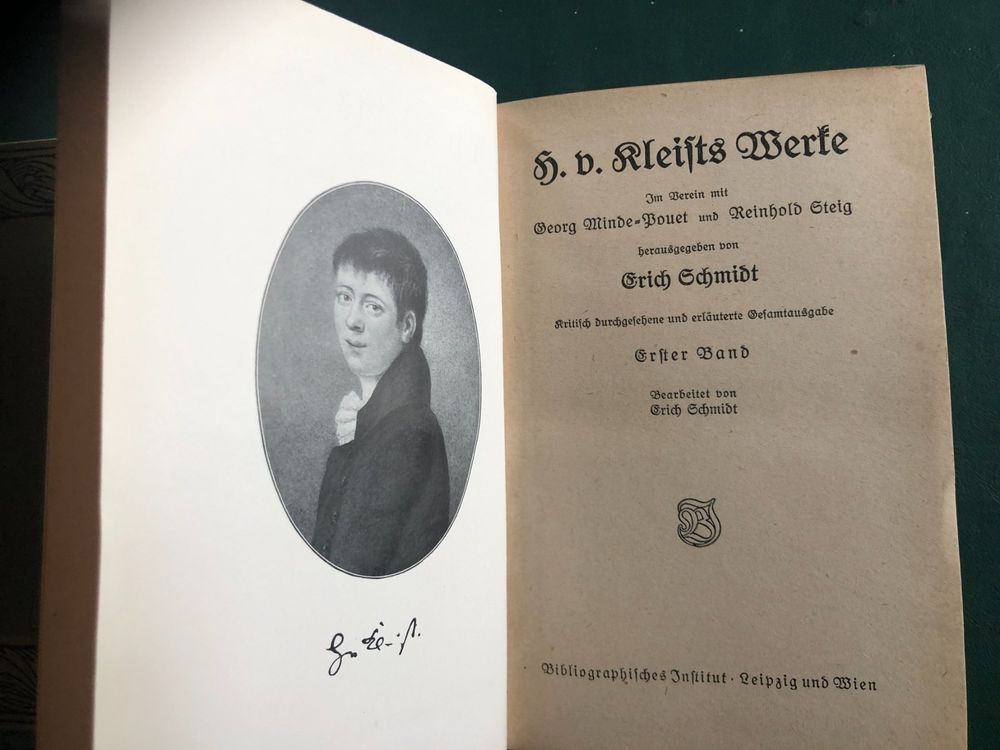 H. v. Kleists Werke
Im Verein mit
Georg Minde-Pouet und Reinhold Steig
herausgegeben von
Erich Schmidt
Kritisch durchgesehene und erläuterte Gesamtausgabe
Erster Band
Bearbeitet von
Erich Schmidt
Bibliographisches Institut · Leipzig und Wien